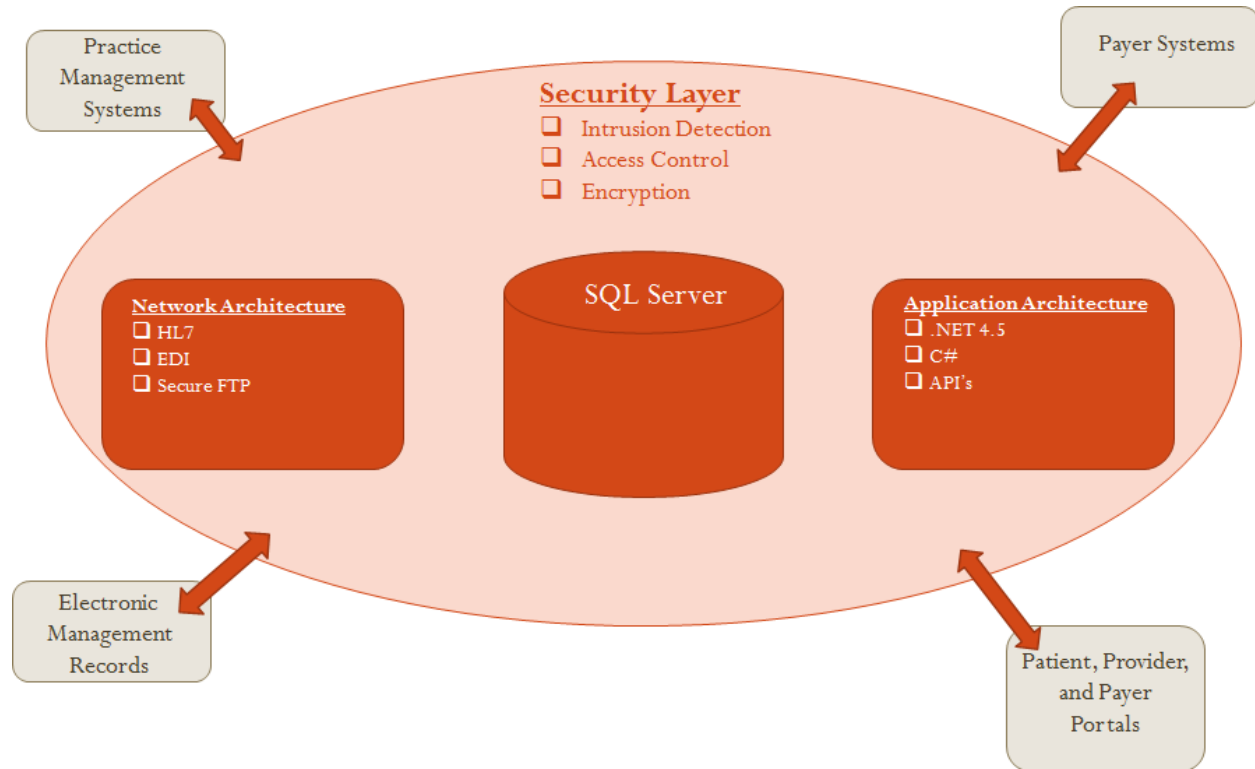 Practice
Management
Systems
Payer Systems
Security Layer
❑ Intrusion Detection
❑ Access Control
❑ Encryption
Network Architecture
❑ HL7
❑ EDI
❑ Secure FTP
SQL Server
Application Architecture
❑ .NET 4.5
❑ C#
❑ API's
Electronic
Management
Records
Patient, Provider,
and Payer
Portals